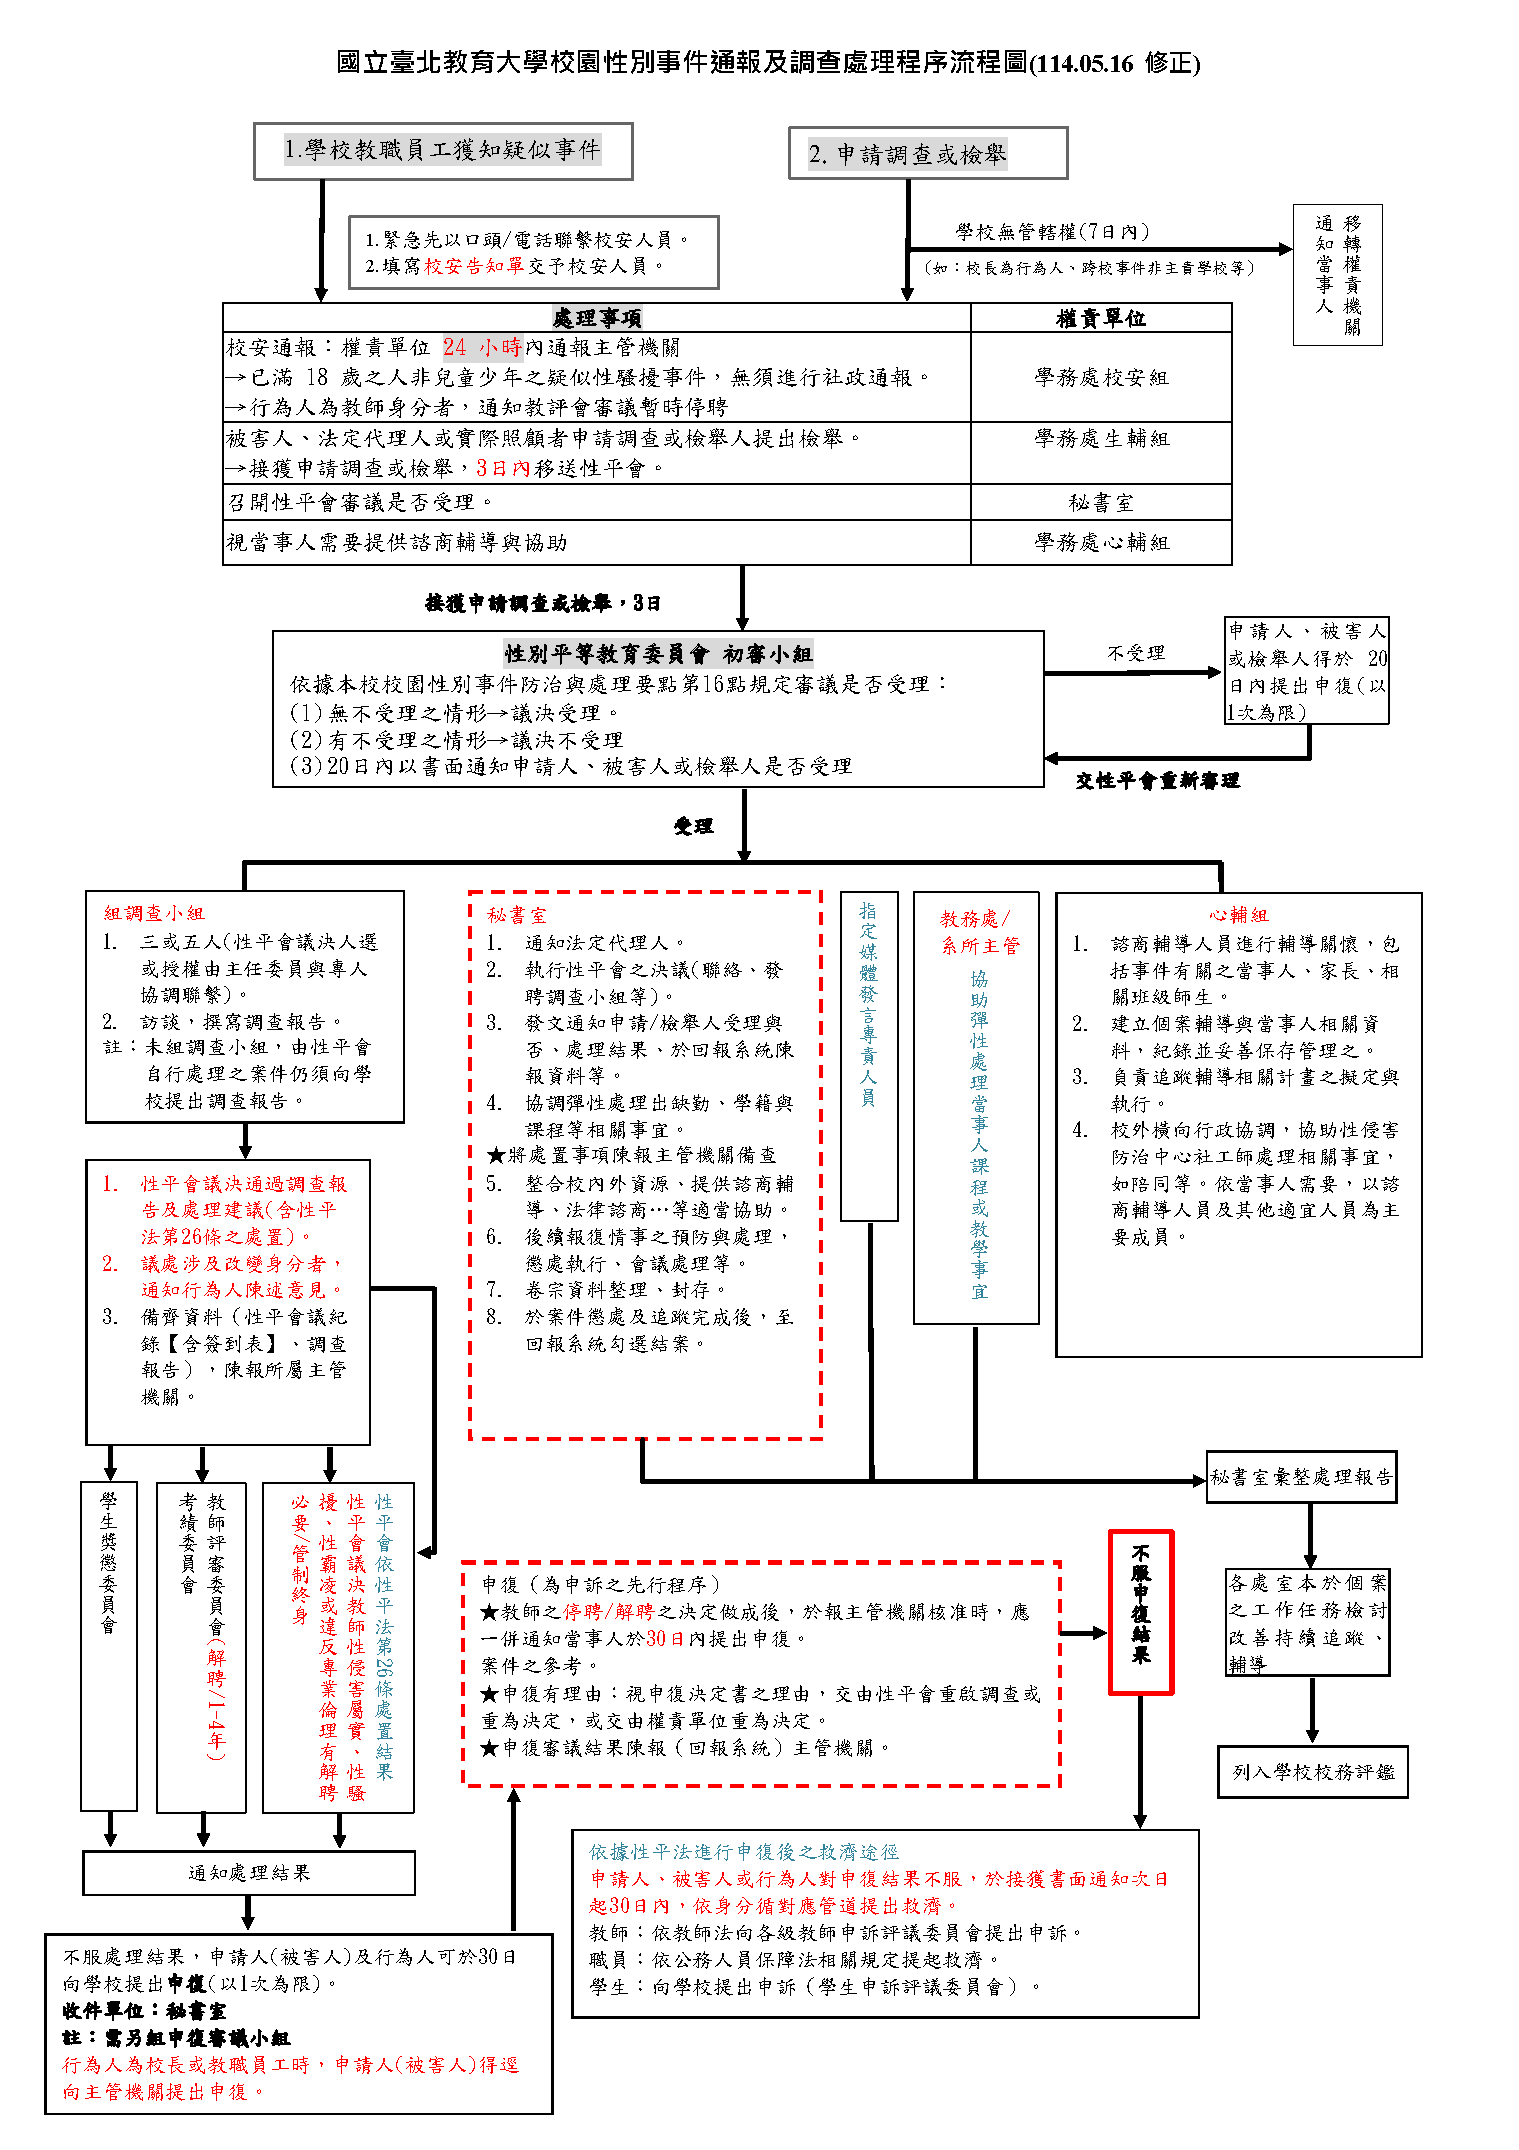 國立臺北教育大學校園性別事件通報及調查處理程序流程圖(114.05.16 修正)
1.學校教職員工獲知疑似事件
2.申請調查或檢舉
1.緊急先以口頭/電話聯繫校安人員。
2.填寫校安告知單交予校安人員。
學校無管轄權(7日內)
（如：校長為行為人、跨校事件非主責學校等）
移轉權責機關
通知當事人
處理事項
權責單位
校安通報：權責單位 24 小時內通報主管機關
→已滿 18 歲之人非兒童少年之疑似性騷擾事件，無須進行社政通報。
→行為人為教師身分者，通知教評會審議暫時停聘
學務處校安組
被害人、法定代理人或實際照顧者申請調查或檢舉人提出檢舉。
→接獲申請調查或檢舉，3日內移送性平會。
學務處生輔組
召開性平會審議是否受理。
秘書室
視當事人需要提供諮商輔導與協助
學務處心輔組
接獲申請調查或檢舉，3日
性別平等教育委員會 初審小組
依據本校校園性別事件防治與處理要點第16點規定審議是否受理：
(1)無不受理之情形→議決受理。
(2)有不受理之情形→議決不受理
(3)20日內以書面通知申請人、被害人或檢舉人是否受理
不受理
申請人、被害人
或檢舉人得於 20
日內提出申復(以
1次為限)
交性平會重新審理
受理
組調查小組
1. 三或五人(性平會議決人選
或授權由主任委員與專人
協調聯繫)。
2. 訪談，撰寫調查報告。
註：未組調查小組，由性平會
自行處理之案件仍須向學
校提出調查報告。
秘書室
1. 通知法定代理人。
2. 執行性平會之決議(聯絡、發
聘調查小組等)。
3. 發文通知申請/檢舉人受理與
否、處理結果、於回報系統陳
報資料等。
4. 協調彈性處理出缺勤、學籍與
課程等相關事宜。
★將處置事項陳報主管機關備查
5. 整合校內外資源、提供諮商輔
導、法律諮商…等適當協助。
6. 後續報復情事之預防與處理，
懲處執行、會議處理等。
7. 卷宗資料整理、封存。
8. 於案件懲處及追蹤完成後，至
回報系統勾選結案。
指定媒體發言專責人員
教務處/
系所主管
協助彈性處理當事人課程或教學事宜
心輔組
1. 諮商輔導人員進行輔導關懷，包
括事件有關之當事人、家長、相
關班級師生。
2. 建立個案輔導與當事人相關資
料，紀錄並妥善保存管理之。
3. 負責追蹤輔導相關計畫之擬定與
執行。
4. 校外橫向行政協調，協助性侵害
防治中心社工師處理相關事宜，
如陪同等。依當事人需要，以諮
商輔導人員及其他適宜人員為主
要成員。
1. 性平會議決通過調查報
告及處理建議(含性平
法第26條之處置)。
2. 議處涉及改變身分者，
通知行為人陳述意見。
3. 備齊資料（性平會議紀
錄【含簽到表】、調查
報告），陳報所屬主管
機關。
學生獎懲委員會
教師評審委員會(解聘/1-4年)
考績委員會
性平會依性平法第26條處置結果
性平會議決教師性侵害屬實、性騷
擾、性霸凌或違反專業倫理有解聘
必要/管制終身
秘書室彙整處理報告
各處室本於個案
之工作任務檢討
改善持續追蹤、
輔導
列入學校校務評鑑
申復（為申訴之先行程序）
★教師之停聘/解聘之決定做成後，於報主管機關核准時，應
一併通知當事人於30日內提出申復。
案件之參考。
★申復有理由：視申復決定書之理由，交由性平會重啟調查或
重為決定，或交由權責單位重為決定。
★申復審議結果陳報（回報系統）主管機關。
不服申復結果
通知處理結果
依據性平法進行申復後之救濟途徑
申請人、被害人或行為人對申復結果不服，於接獲書面通知次日
起30日內，依身分循對應管道提出救濟。
教師：依教師法向各級教師申訴評議委員會提出申訴。
職員：依公務人員保障法相關規定提起救濟。
學生：向學校提出申訴（學生申訴評議委員會）。
不服處理結果，申請人(被害人)及行為人可於30日
向學校提出申復(以1次為限)。
收件單位：秘書室
註：需另組申復審議小組
行為人為校長或教職員工時，申請人(被害人)得逕
向主管機關提出申復。